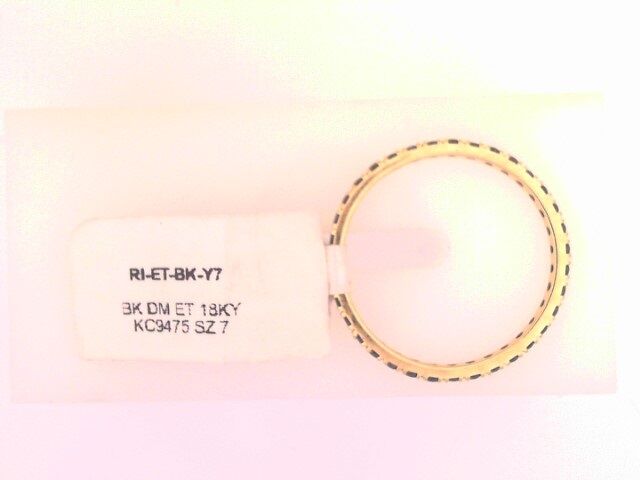 RI-ET-BK-Y7
BK DM ET 18KY
KC9475 SZ 7